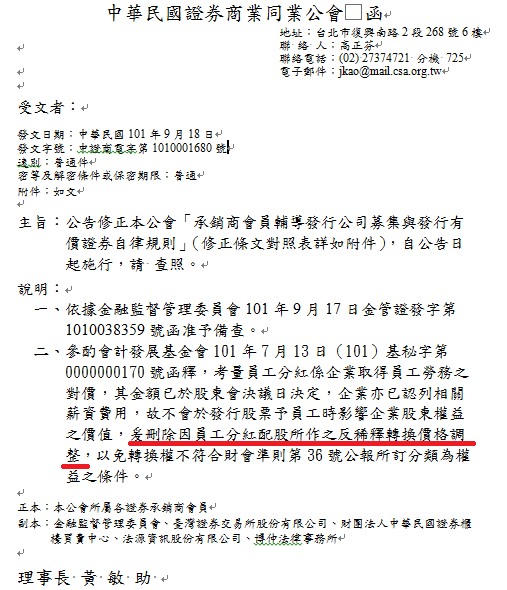 中華民國證券商業同業公會□函
地址：台北市復興南路2段268號6樓
聯 絡 人：高正芬
聯絡電話：(02) 27374721 分機 725
電子郵件：jkao@mail.csa.org.tw
受文者：
發文日期：中華民國 101 年 9 月 18 日
發文字號：中證商電字第 1010001680 號
速別：普通件
密等及解密條件或保密期限：普通
附件：如文
主旨：公告修正本公會「承銷商會員輔導發行公司募集與發行有
價證券自律規則」(修正條文對照表詳如附件)，自公告日
起施行，請 查照。
說明：
一、依據金融監督管理委員會 101 年 9 月 17 日金管證發字第
1010038359 號函准予備查。
二、參酌會計發展基金會 101 年 7 月 13 日 (101) 基秘字第
0000000170 號函釋，考量員工分紅係企業取得員工勞務之
對價，其金額已於股東會決議日決定，企業亦已認列相關
薪資費用，故不會於發行股票予員工時影響企業股東權益
之價值，爰刪除因員工分紅配股所作之反稀釋轉換價格調
整，以免轉換權不符合財會準則第 36 號公報所訂分類為權
益之條件。
正本：本公會所屬各證券承銷商會員
副本：金融監督管理委員會、臺灣證券交易所股份有限公司、財團法人中華民國證券櫃
檯買賣中心、法源資訊股份有限公司、博仲法律事務所
理事長 黃 敏 助